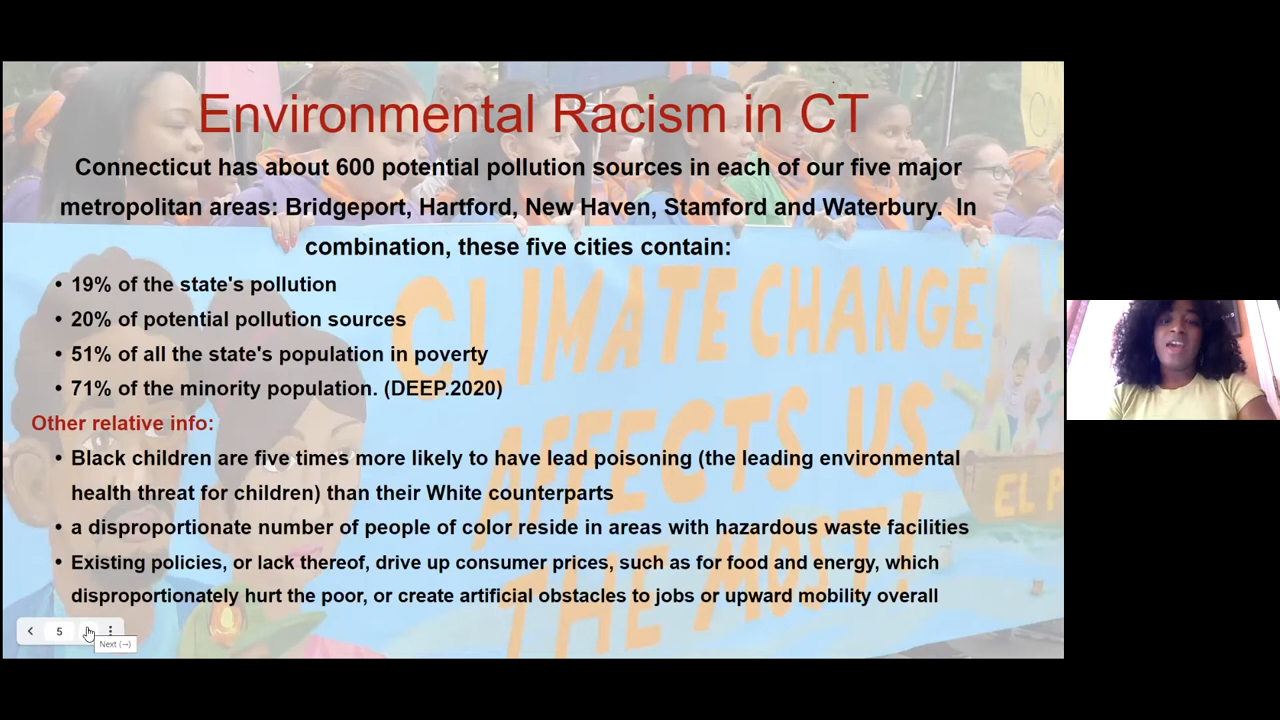 Environmental Racism in CT
Connecticut has about 600 potential pollution sources in each of our five major
metropolitan areas: Bridgeport, Hartford, New Haven, Stamford and Waterbury. In
combination, these five cities contain:
• 19% of the state's pollution
• 20% of potential pollution sources
• 51% of all the state's population in poverty
• 71% of the minority population. (DEEP.2020)
Other relative info:
• Black children are five times more likely to have lead poisoning (the leading environmental
health threat for children) than their White counterparts
• a disproportionate number of people of color reside in areas with hazardous waste facilities
• Existing policies, or lack thereof, drive up consumer prices, such as for food and energy, which
disproportionately hurt the poor, or create artificial obstacles to jobs or upward mobility overall
CLIMATE CHANGE
AFFECTS US
THE MOST!
EL P
CA
5
Next (→)